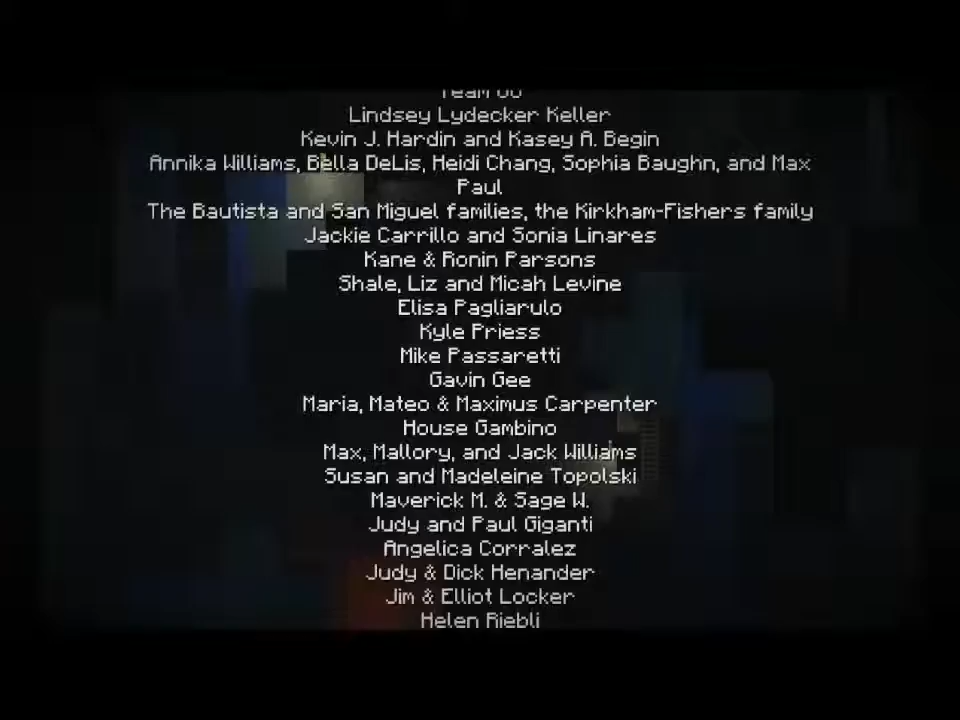 Lindsey Lydecker Keller
Kevin J. Hardin and Kasey A. Begin
Annika Williams, Bella DeLis, Heidi Chang, Sophia Baughn, and Max
Paul
The Bautista and San Miguel families, the Kirkham-Fishers family
Jackie Carrillo and Sonia Linares
Kane & Ronin Parsons
Shale, Liz and Micah Levine
Elisa Pagliarulo
Kyle Priess
Mike Passaretti
Gavin Gee
Maria, Mateo & Maximus Carpenter
House Gambino
Max, Mallory, and Jack Williams
Susan and Madeleine Topolski
Maverick M. & Sage W.
Judy and Paul Giganti
Angelica Corralez
Judy & Dick Henander
Jim & Elliot Locker
Helen Riebli